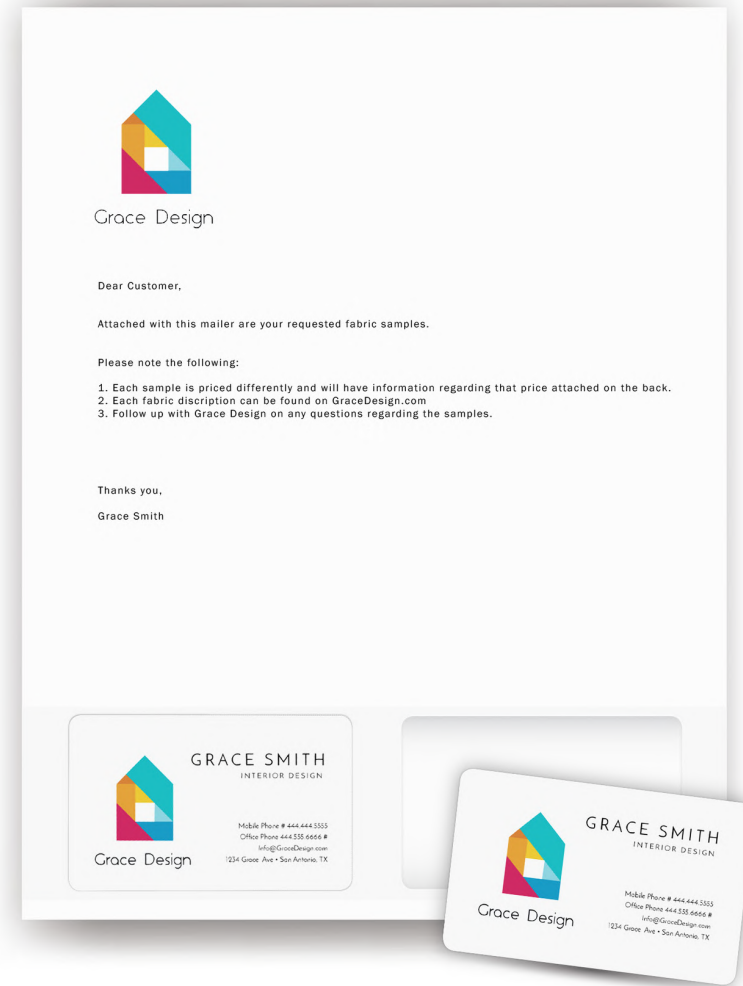 Grace Design
Dear Customer,
Attached with this mailer are your requested fabric samples.
Please note the following:
1. Each sample is priced differently and will have information regarding that price attached on the back.
2. Each fabric discription can be found on GraceDesign.com
3. Follow up with Grace Design on any questions regarding the samples.
Thanks you,
Grace Smith
GRACE SMITH
INTERIOR DESIGN
Mobile Phone # 444.444.5555
Office Phone 444.555.6666 #
Info@GraceDesign.com
1234 Grace Ave • San Antonio, TX
Grace Design
GRACE SMITH
INTERIOR DESIGN
Mobile Phone # 444.444.5555
Office Phone 444.555.6666 #
Info@GraceDesign.com
1234 Grace Ave • San Antonio, TX
Grace Design